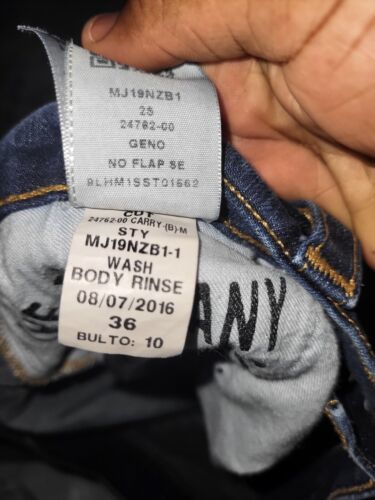 MJ19NZB1
25
24762-00
GENO
NO FLAP SE
CUT
24762-00 CARRY-(B)-M
STY
MJ19NZB1-1
WASH
BODY RINSE
08/07/2016
36
BULTO: 10
ANY